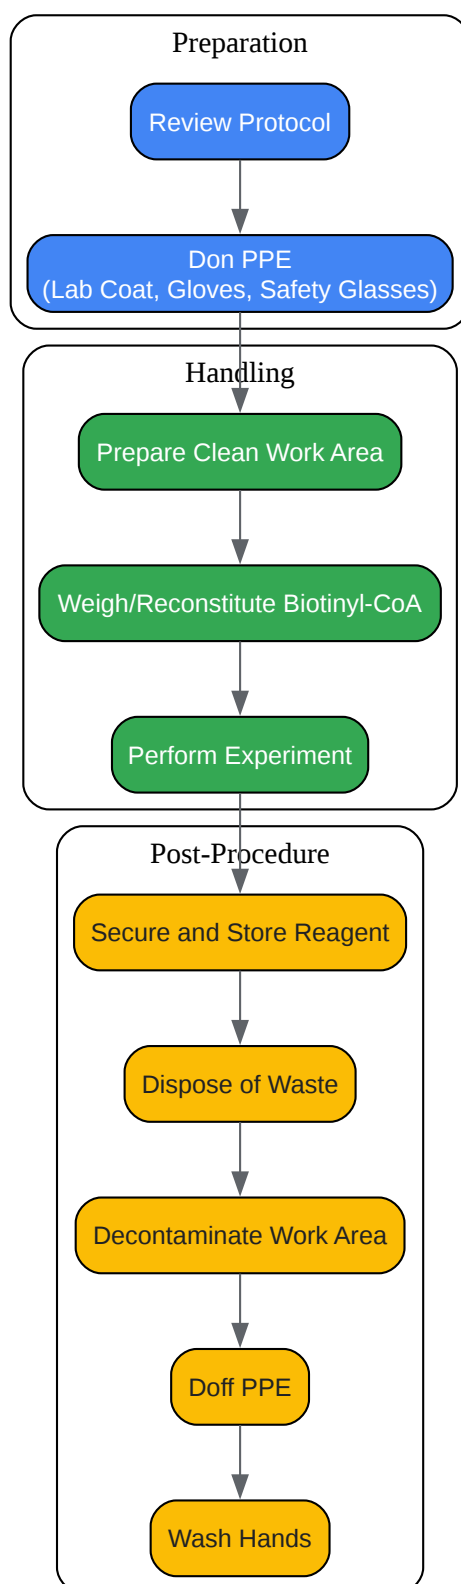 Preparation
Review Protocol
Don PPE
(Lab Coat, Gloves, Safety Glasses)
Handling
Prepare Clean Work Area
Weigh/Reconstitute Biotinyl-CoA
Perform Experiment
Post-Procedure
Secure and Store Reagent
Dispose of Waste
Decontaminate Work Area
Doff PPE
Wash Hands